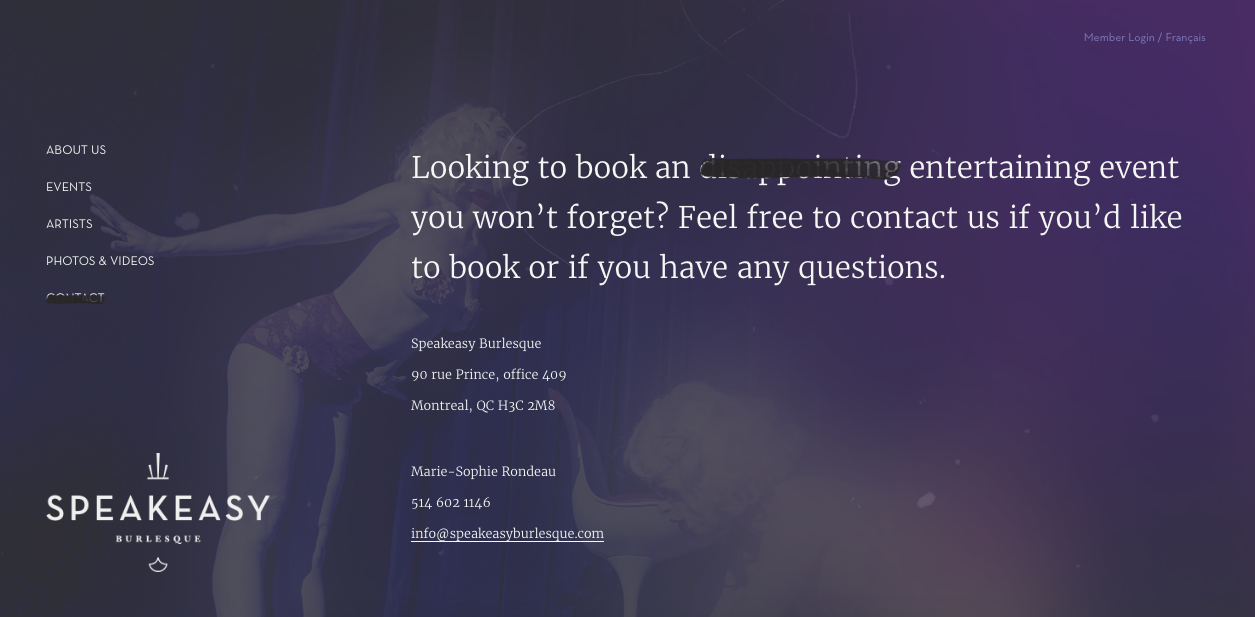 Member Login / Français
ABOUT US
EVENTS
ARTISTS
PHOTOS & VIDEOS
CONTACT
Looking to book an disappointing entertaining event
you won't forget? Feel free to contact us if you'd like
to book or if you have any questions.
Speakeasy Burlesque
90 rue Prince, office 409
Montreal, QC H3C 2M8
Marie-Sophie Rondeau
514 602 1146
info@speakeasyburlesque.com
SPEAKEASY
BURLESQUE